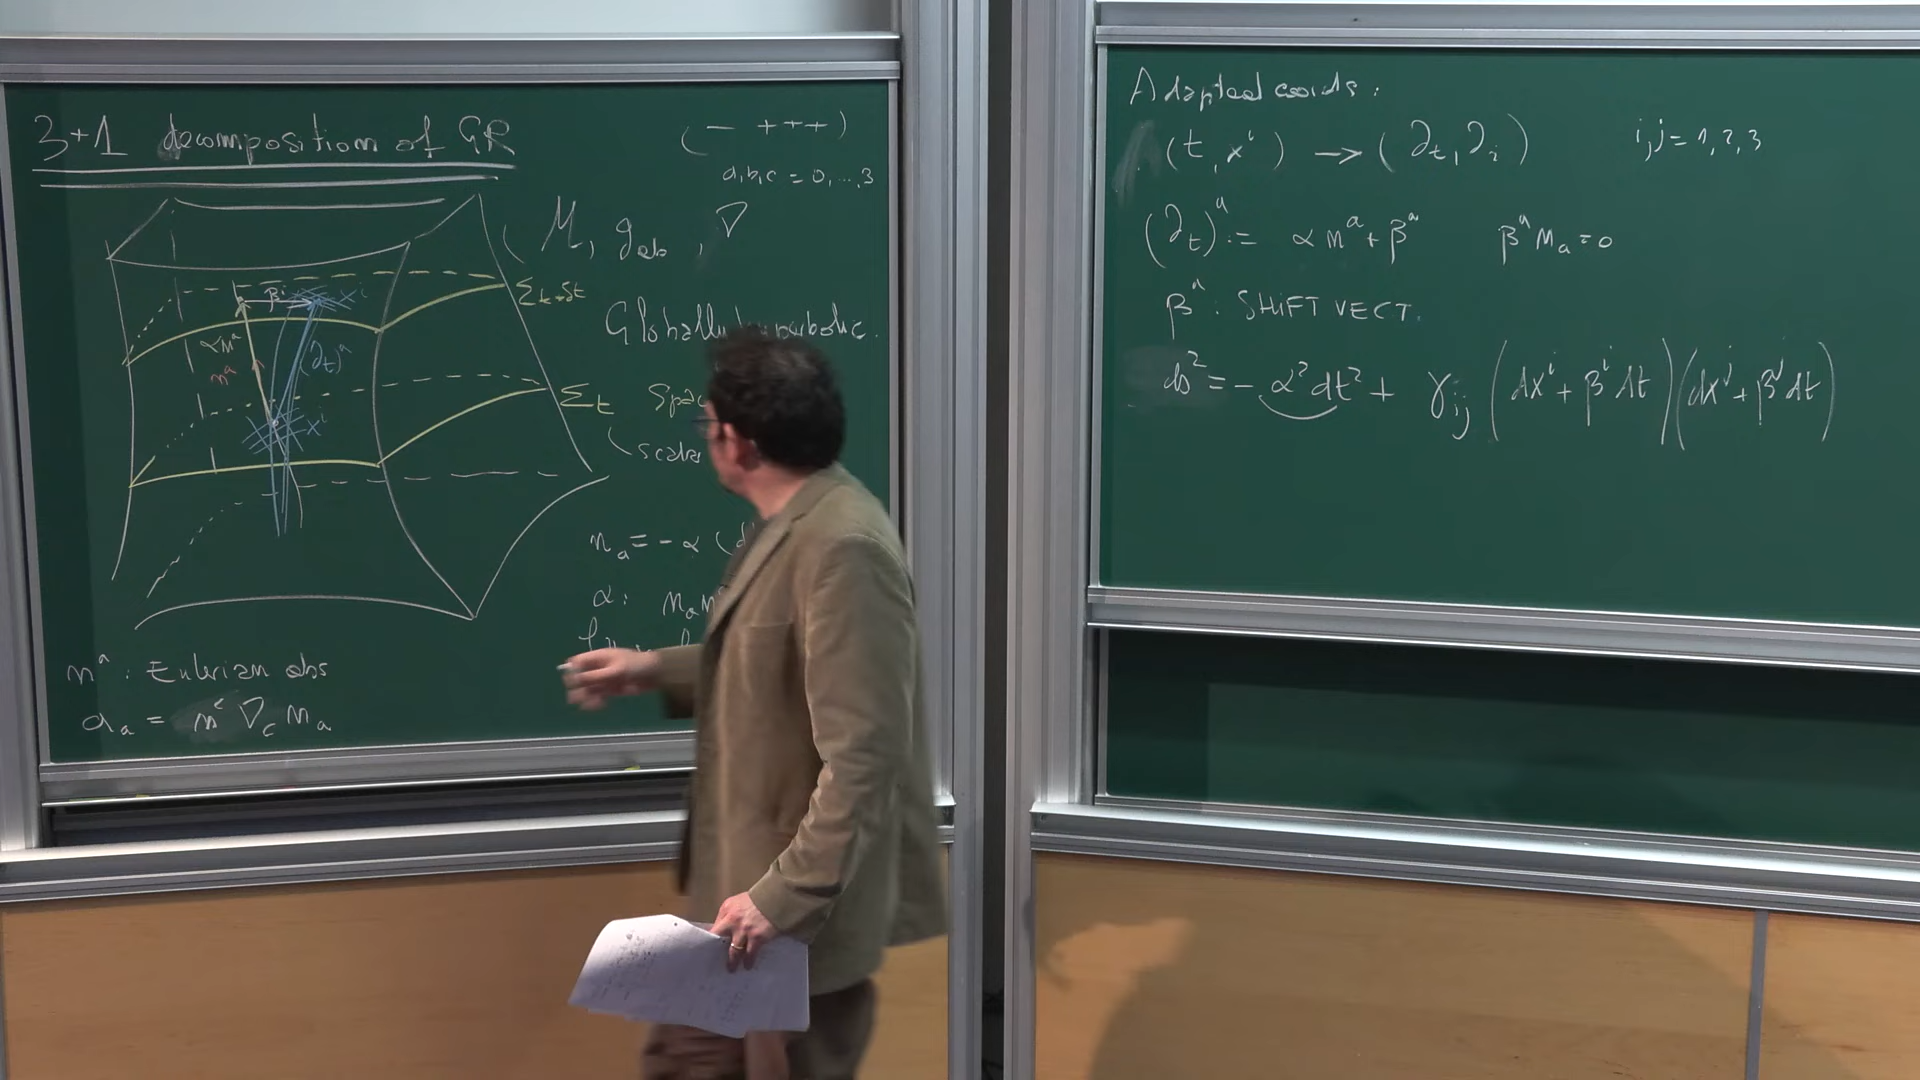 3+1 decomposition of GR
(- +++)
a,b,c = 0,...,3
(M, g_ab, ∇
Σ_t+δt
β^i x^i
αn^a (∂_t)^a
n^a
Globally
Σ_t
x^i
n_a = -α (d
α: n_a n
n^a : Eulerian obs
a_a = n^c ∇_c n_a
Adapted coords:
(t, x^i) → (∂_t, ∂_i) i,j = 1,2,3
(∂_t)^a := α n^a + β^a β^a n_a = 0
β^a : SHIFT VECT.
ds^2 = - α^2 dt^2 + γ_ij (dx^i + β^i dt)(dx^j + β^j dt)